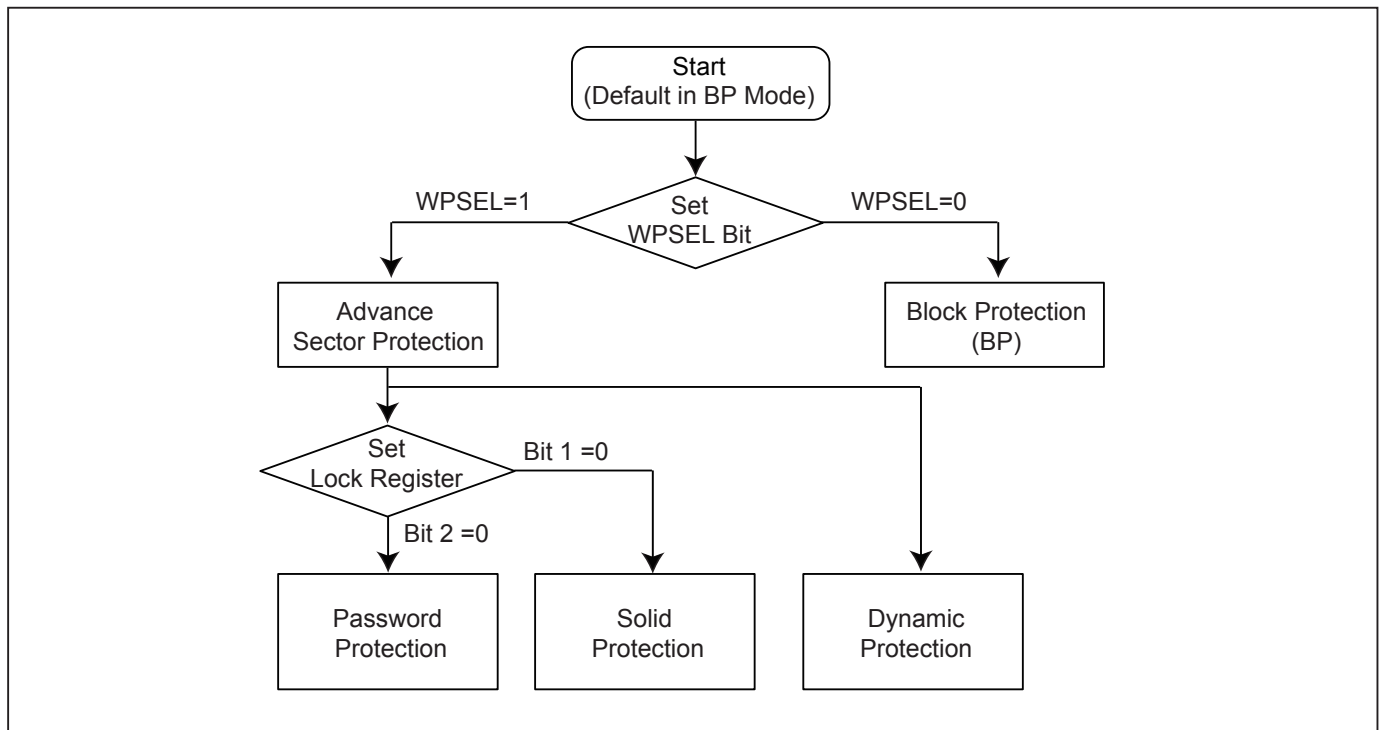 Start
(Default in BP Mode)
WPSEL=1
Set
WPSEL Bit
WPSEL=0
Advance
Sector Protection
Block Protection
(BP)
Set
Lock Register
Bit 1 =0
Bit 2 =0
Password
Protection
Solid
Protection
Dynamic
Protection